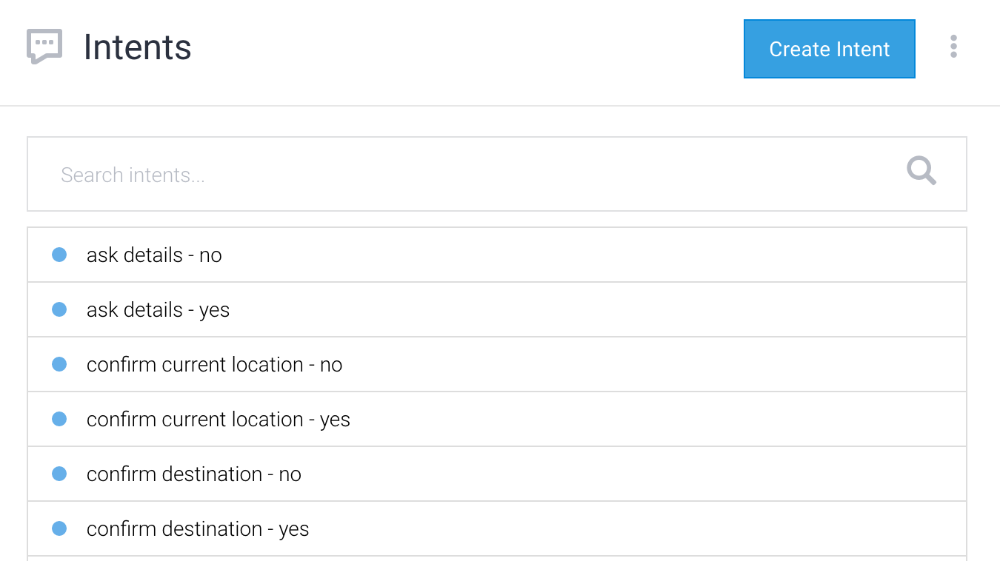 Intents
Create Intent
Search intents...
ask details - no
ask details - yes
confirm current location - no
confirm current location - yes
confirm destination - no
confirm destination - yes